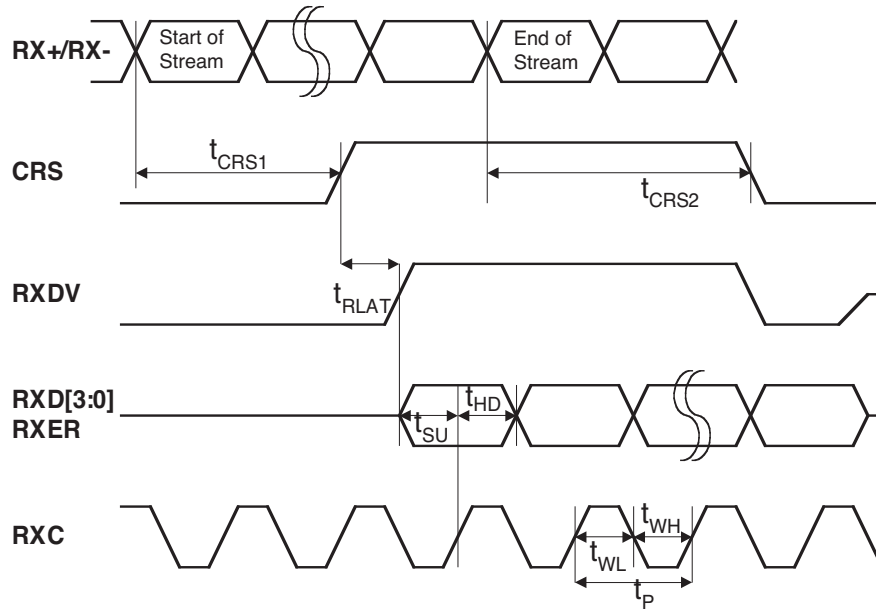 RX+/RX-
Start of
Stream
End of
Stream
CRS
tCRS1
tCRS2
RXDV
tRLAT
RXD[3:0]
RXER
tSU
tHD
RXC
tWL
tWH
tP